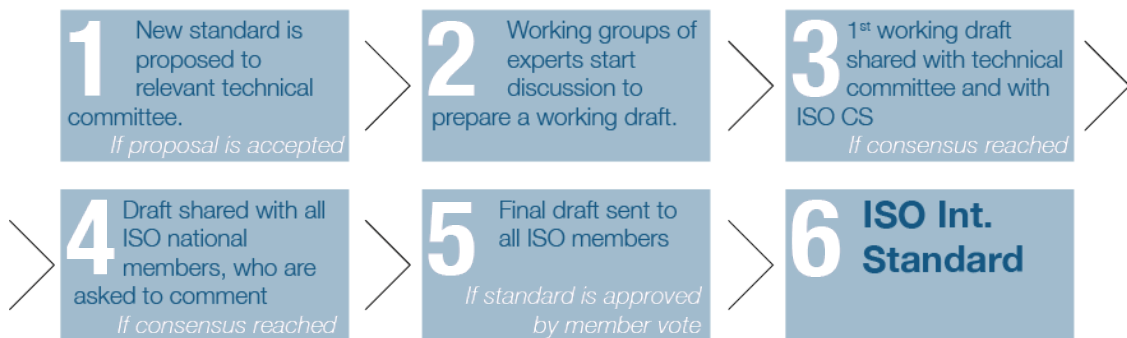 1 New standard is
proposed to
relevant technical
committee.
If proposal is accepted
2 Working groups of
experts start
discussion to
prepare a working draft.
3 1st working draft
shared with technical
committee and with
ISO CS
If consensus reached
4 Draft shared with all
ISO national
members, who are
asked to comment
If consensus reached
5 Final draft sent to
all ISO members
If standard is approved
by member vote
6 ISO Int.
Standard